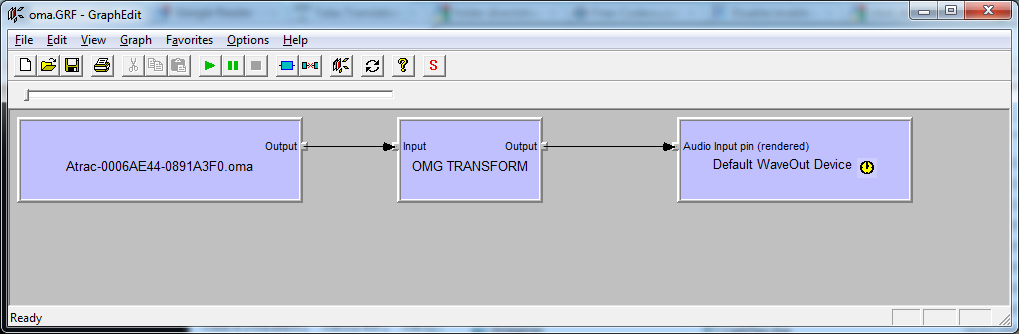 oma.GRF - GraphEdit
File Edit View Graph Favorites Options Help
S
Output Input Output Audio Input pin (rendered)
Atrac-0006AE44-0891A3F0.oma OMG TRANSFORM Default WaveOut Device
Ready